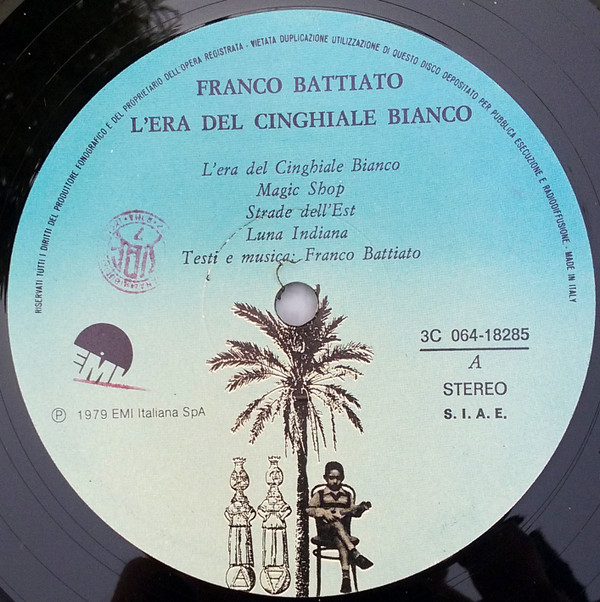 RISERVATI TUTTI I DIRITTI DEL PRODUTTORE FONOGRAFICO E DEL PROPRIETARIO DELL'OPERA REGISTRATA - VIETATA DUPLICAZIONE UTILIZZAZIONE DI QUESTO DISCO DEPOSITATO PER PUBBLICA ESECUZIONE E RADIODIFFUSIONE. - MADE IN ITALY
FRANCO BATTIATO
L'ERA DEL CINGHIALE BIANCO
L'era del Cinghiale Bianco
Magic Shop
Strade dell'Est
Luna Indiana
Testi e musica: Franco Battiato
EMI
3C 064-18285
A
STEREO
S. I. A. E.
℗ 1979 EMI Italiana SpA